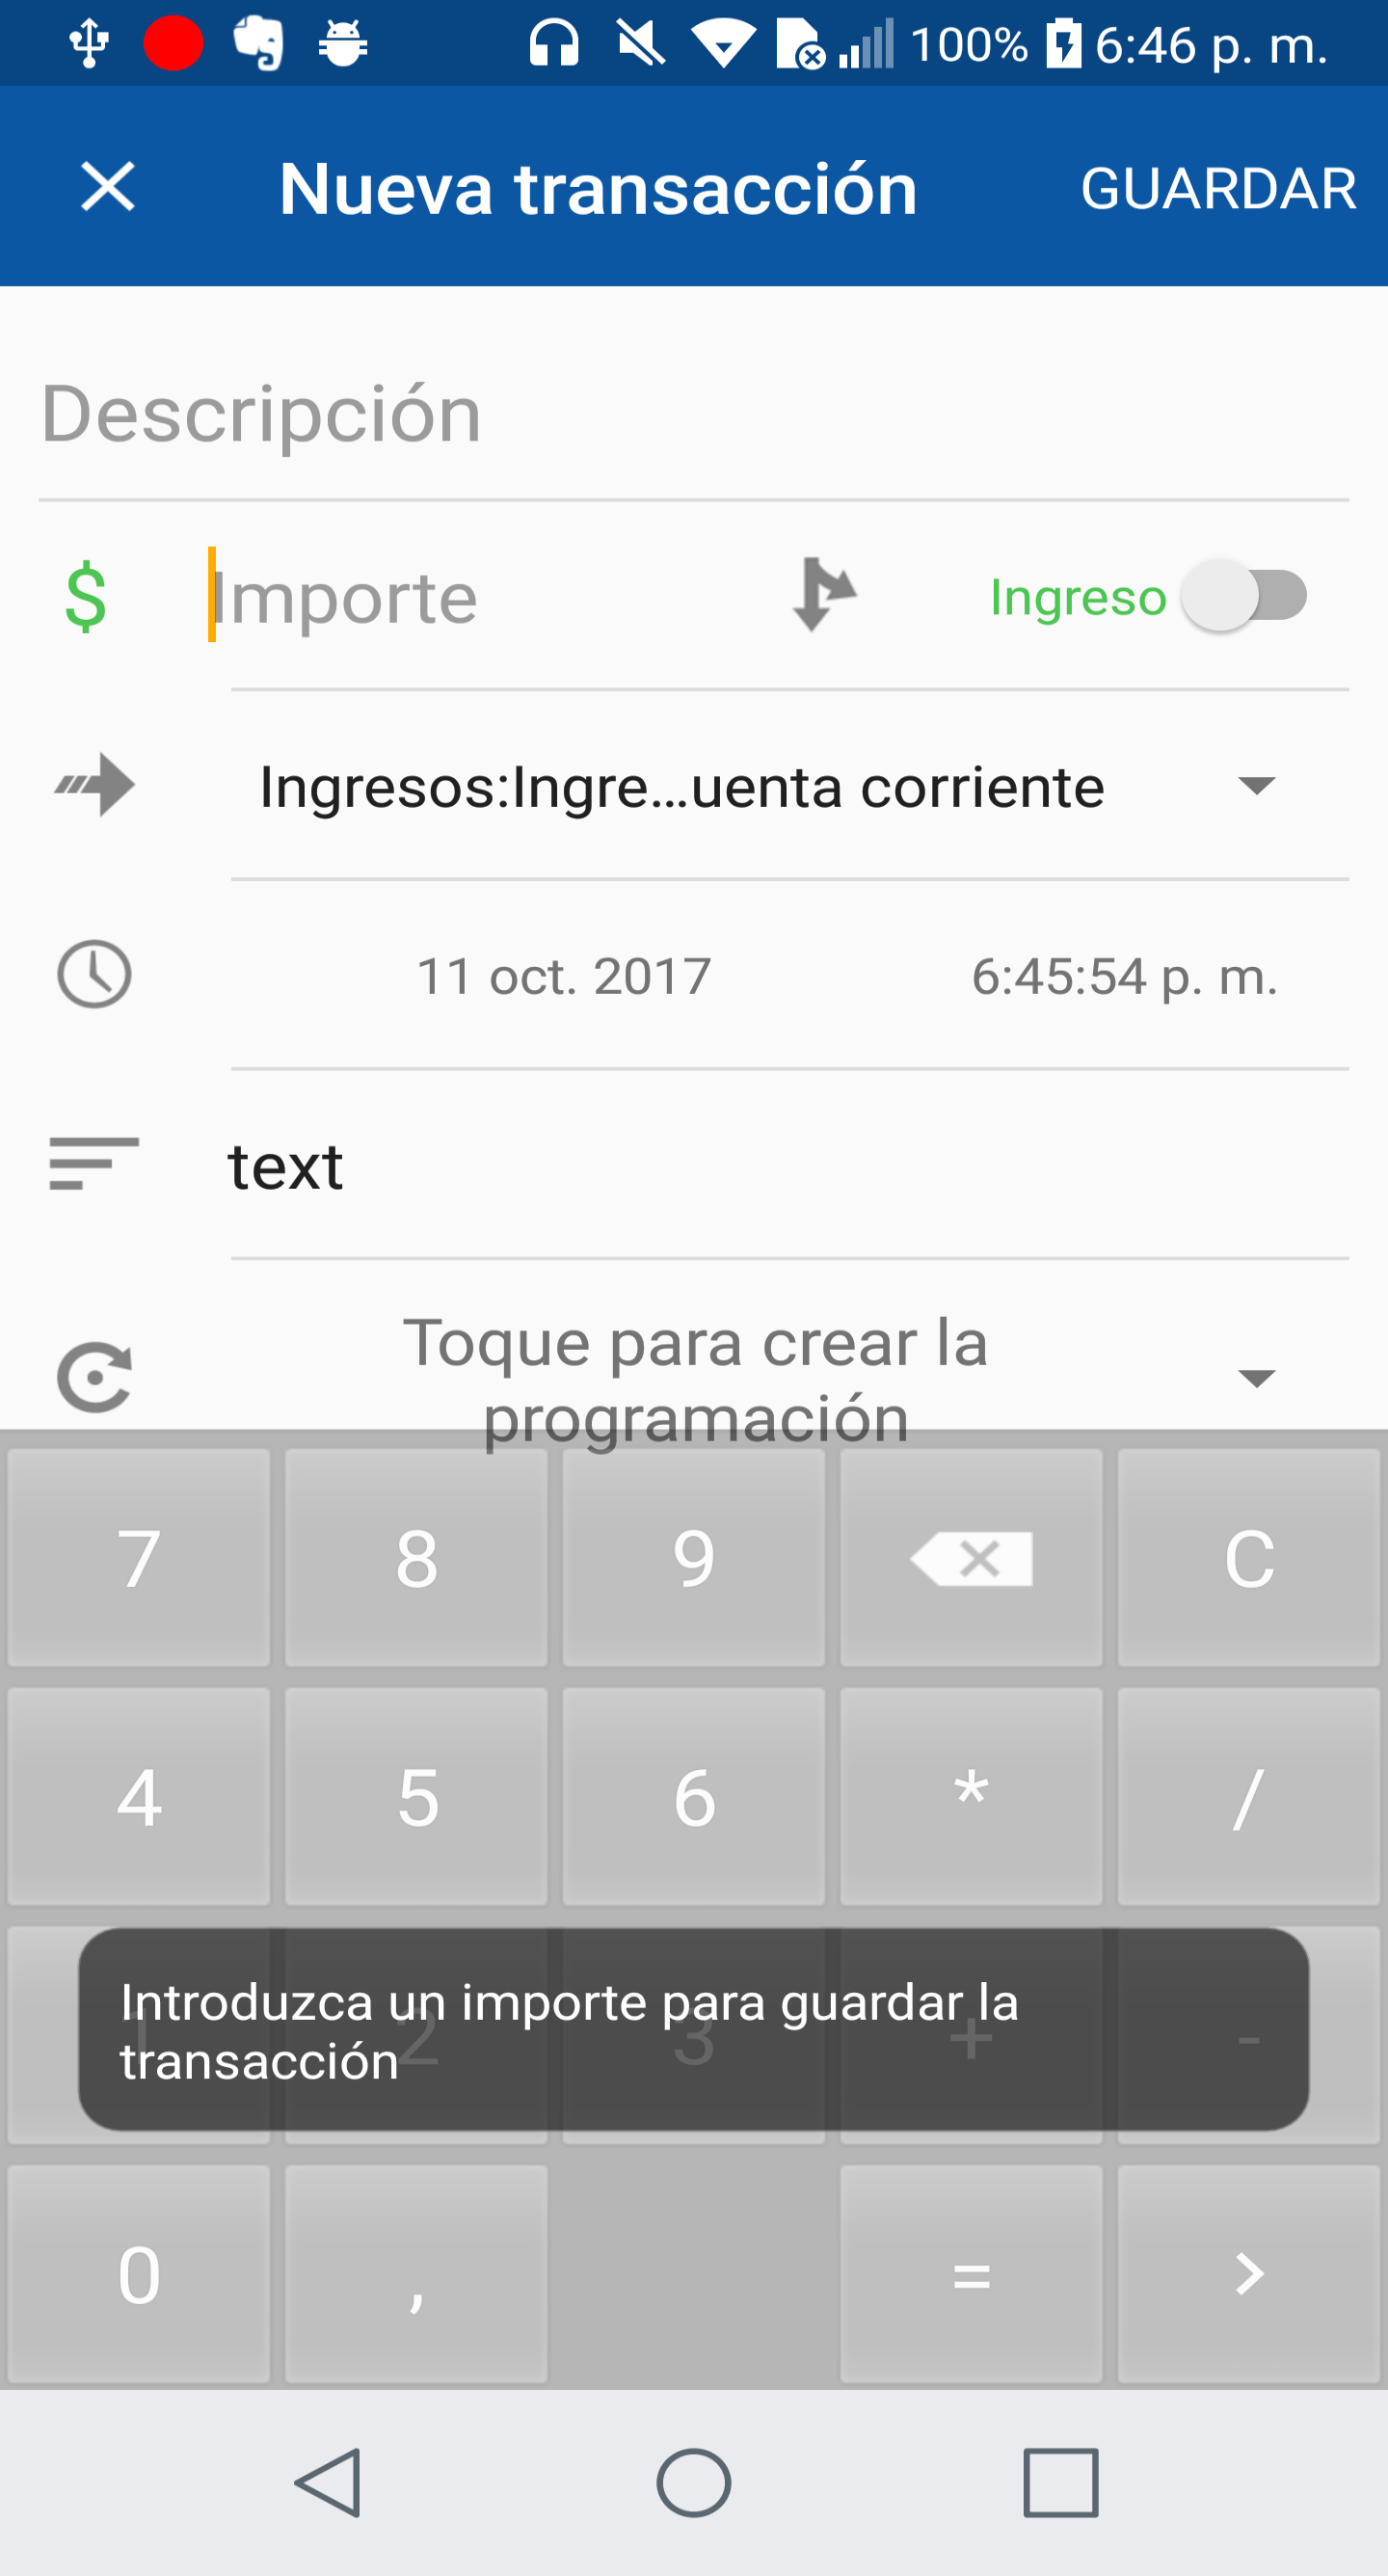 100% 6:46 p. m.
Nueva transacción GUARDAR
Descripción
$ Importe Ingreso
Ingresos:Ingre...uenta corriente
11 oct. 2017 6:45:54 p. m.
text
Toque para crear la
programación
7 8 9 C
4 5 6 * /
1 2 3 + -
Introduzca un importe para guardar la
transacción
0 , = >